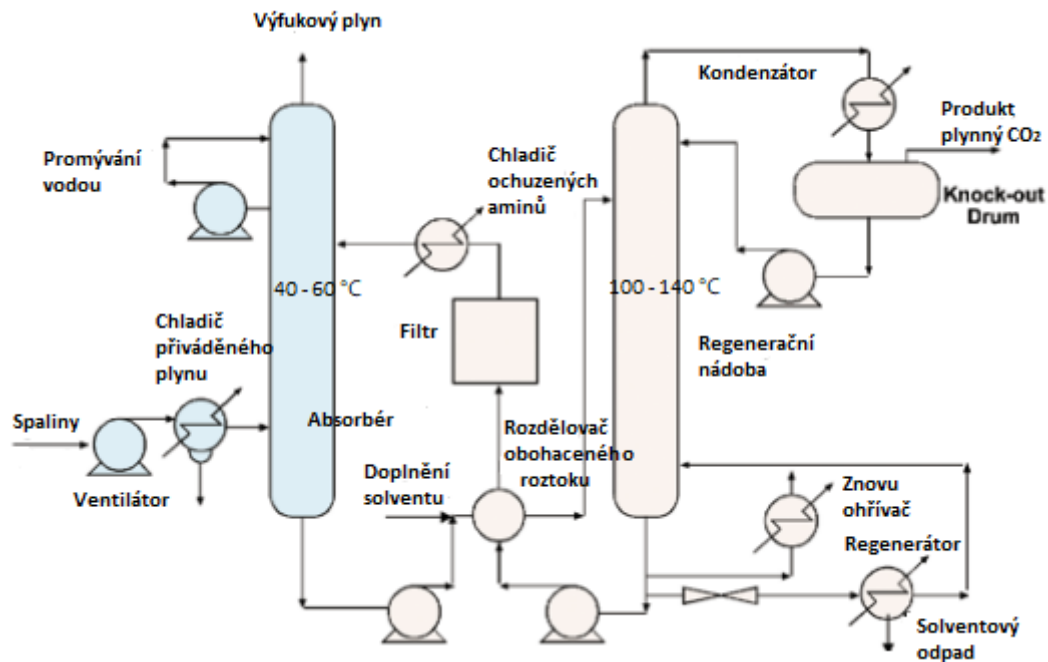 Výfukový plyn
Kondenzátor
Produkt
plynný CO₂
Promývání
vodou
Chladič
ochuzených
aminů
Knock-out
Drum
40 - 60 °C
100 - 140 °C
Chladič
přiváděného
plynu
Filtr
Regenerační
nádoba
Spaliny
Absorbér
Rozdělovač
obohaceného
roztoku
Doplnění
solventu
Ventilátor
Znovu
ohřívač
Regenerátor
Solventový
odpad